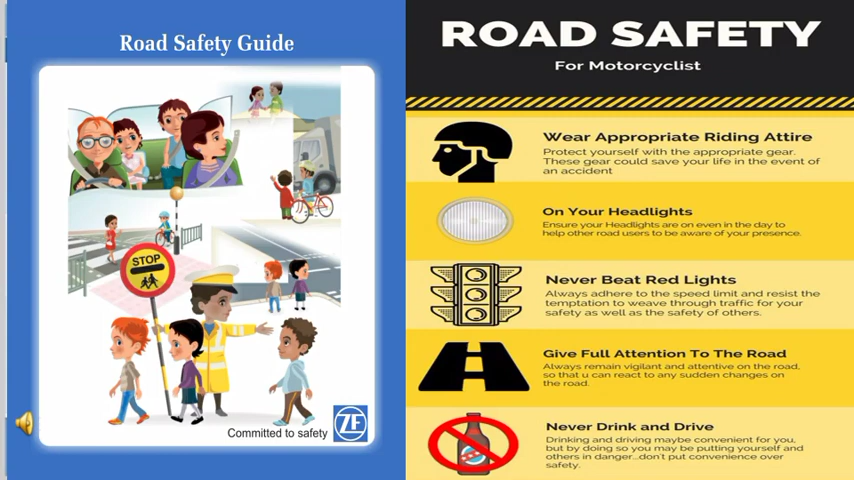 Road Safety Guide
STOP
Committed to safety
ZF
ROAD SAFETY
For Motorcyclist
Wear Appropriate Riding Attire
Protect yourself with the appropriate gear.
These gear could save your life in the event of
an accident
On Your Headlights
Ensure your Headlights are on even in the day to
help other road users to be aware of your presence.
Never Beat Red Lights
Always adhere to the speed limit and resist the
temptation to weave through traffic for your
safety as well as the safety of others.
Give Full Attention To The Road
Always remain vigilant and attentive on the road,
so that u can react to any sudden changes on
the road.
Never Drink and Drive
Drinking and driving maybe convenient for you,
but by doing so you may be putting yourself and
others in danger...don't put convenience over
safety.